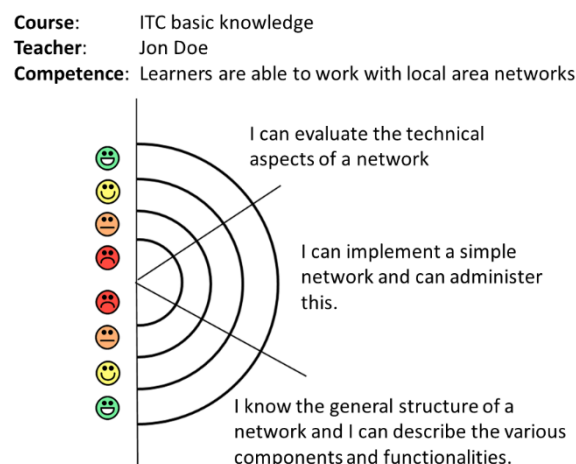 Course: ITC basic knowledge
Teacher: Jon Doe
Competence: Learners are able to work with local area networks
I can evaluate the technical
aspects of a network
I can implement a simple
network and can administer
this.
I know the general structure of a
network and I can describe the various
components and functionalities.